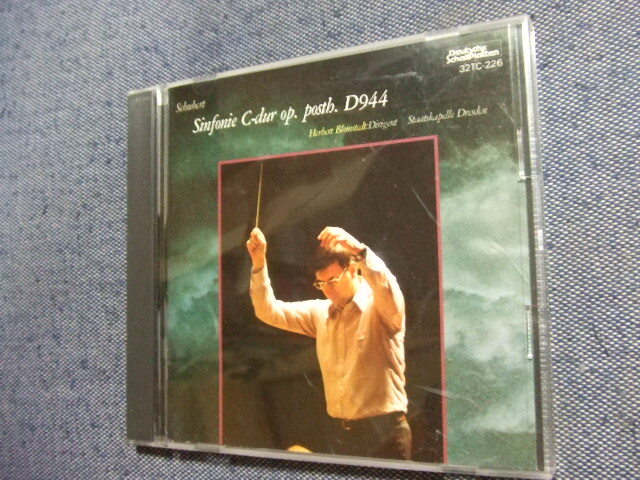 Deutsche
Schallplatten
32TC-226
Schubert
Sinfonie C-dur op. posth. D944
Herbert Blomstedt: Dirigent Staatskapelle Dresden